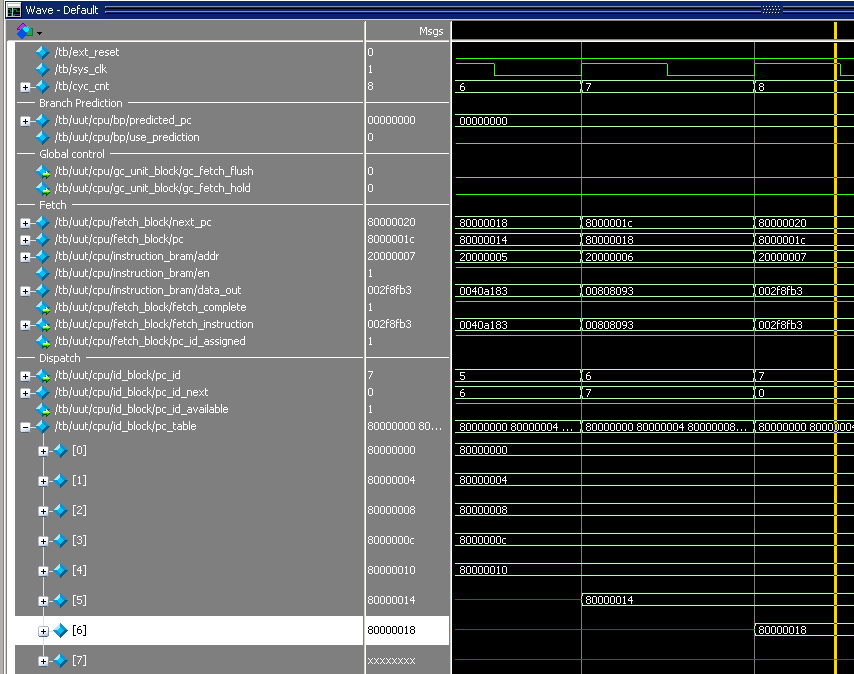 Wave - Default
Msgs
/tb/ext_reset 0
/tb/sys_clk 1
/tb/cyc_cnt 8 6 7 8
Branch Prediction
/tb/uut/cpu/bp/predicted_pc 00000000 00000000
/tb/uut/cpu/bp/use_prediction 0
Global control
/tb/uut/cpu/gc_unit_block/gc_fetch_flush 0
/tb/uut/cpu/gc_unit_block/gc_fetch_hold 0
Fetch
/tb/uut/cpu/fetch_block/next_pc 80000020 80000018 8000001c 80000020
/tb/uut/cpu/fetch_block/pc 8000001c 80000014 80000018 8000001c
/tb/uut/cpu/instruction_bram/addr 20000007 20000005 20000006 20000007
/tb/uut/cpu/instruction_bram/en 1
/tb/uut/cpu/instruction_bram/data_out 002f8fb3 0040a183 00808093 002f8fb3
/tb/uut/cpu/fetch_block/fetch_complete 1
/tb/uut/cpu/fetch_block/fetch_instruction 002f8fb3 0040a183 00808093 002f8fb3
/tb/uut/cpu/fetch_block/pc_id_assigned 1
Dispatch
/tb/uut/cpu/id_block/pc_id 7 5 6 7
/tb/uut/cpu/id_block/pc_id_next 0 6 7 0
/tb/uut/cpu/id_block/pc_id_available 1
/tb/uut/cpu/id_block/pc_table 80000000 80... 80000000 80000004 ... 80000000 80000004 80000008... 80000000 80000004
[0] 80000000 80000000
[1] 80000004 80000004
[2] 80000008 80000008
[3] 8000000c 8000000c
[4] 80000010 80000010
[5] 80000014 80000014
[6] 80000018 80000018
[7] xxxxxxxx